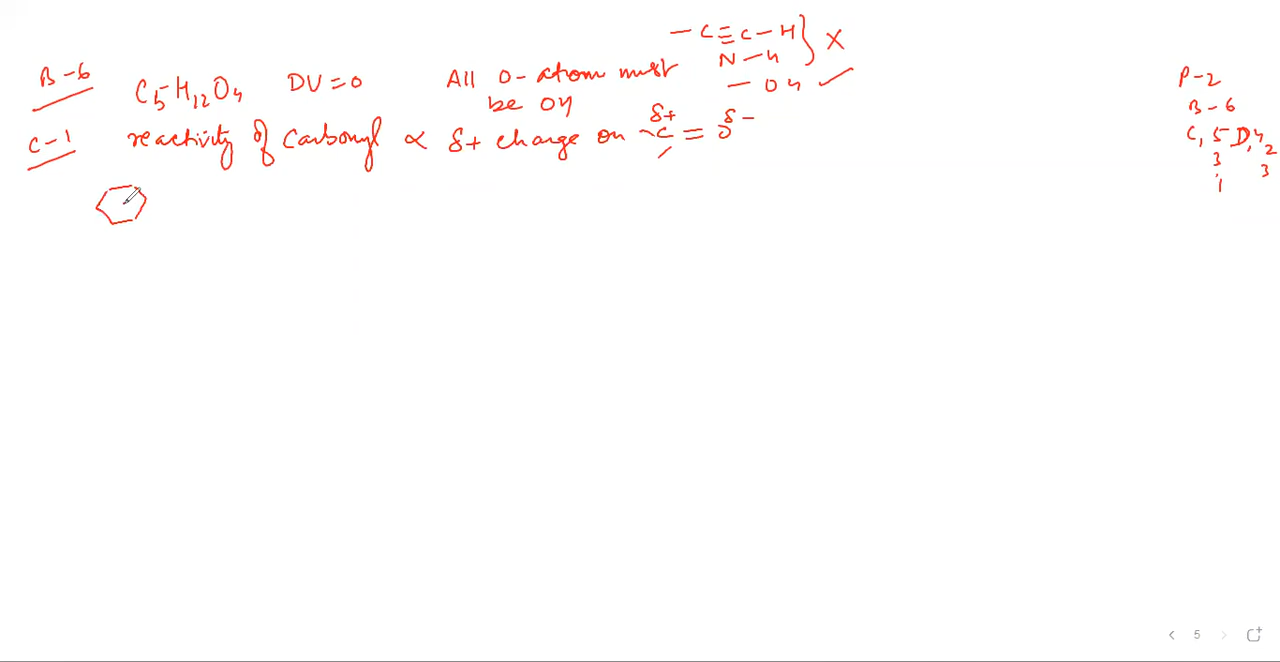 — C ≡ C — H } X
N — H
— OH ✓
B-6 C5H12O4 DU = 0 All O-atom must
be OH
C-1 reactivity of carbonyl ∝ δ+ charge on C = O
δ+ δ-
P-2
B-6
C, 5 D, 4
3 , 2
1 3
5